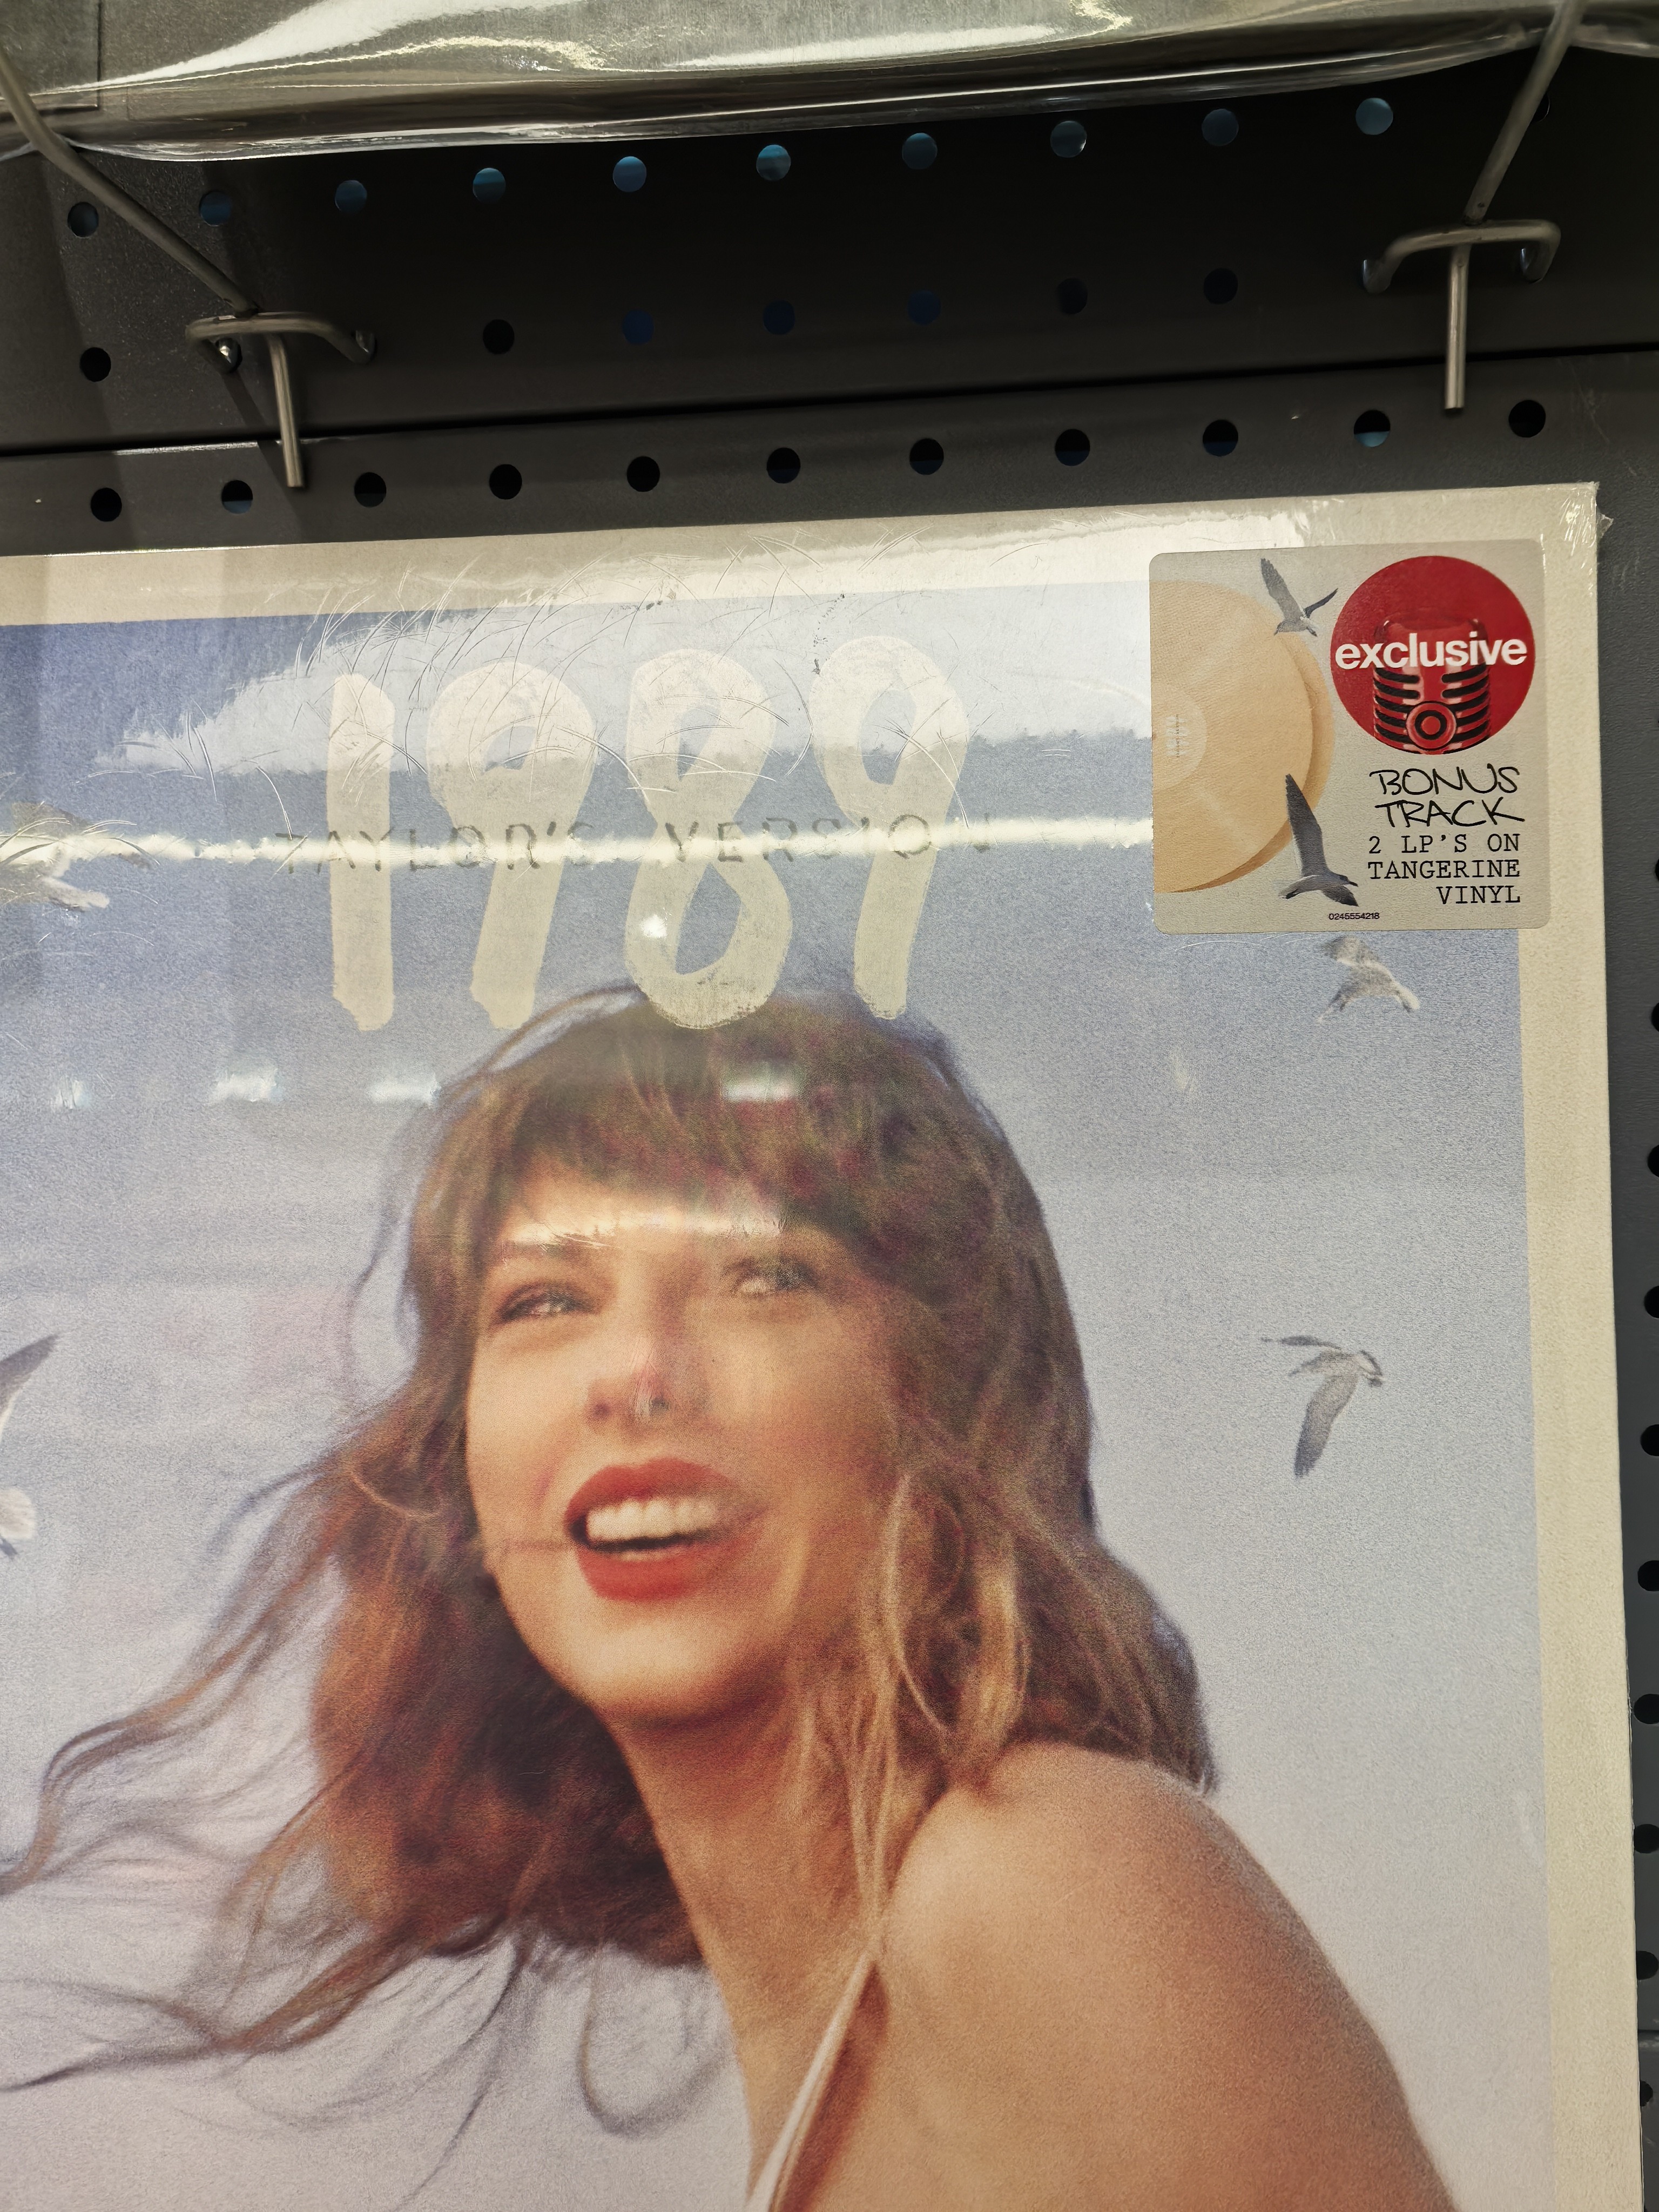 1989
TAYLOR'S VERSION
exclusive
BONUS
TRACK
2 LP'S ON
TANGERINE
VINYL
0245554218